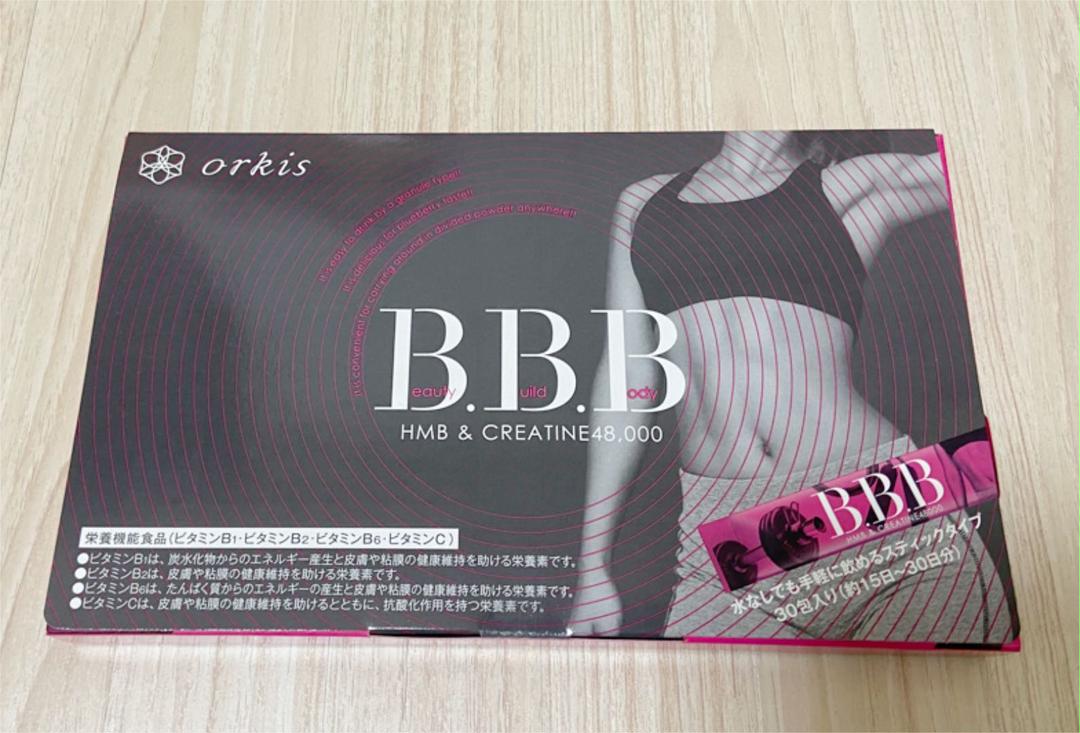 orkis
It is easy to drink by a granule type!!
It is delicious for blueberry taste!!
It is convenient for carrying around in divided powder anywhere!!
B.B.B
eauty uild ody
HMB & CREATINE48,000
栄養機能食品(ビタミンB1・ビタミンB2・ビタミンB6・ビタミンC)
●ビタミンB1は、炭水化物からのエネルギー産生と皮膚や粘膜の健康維持を助ける栄養素です。
●ビタミンB2は、皮膚や粘膜の健康維持を助ける栄養素です。
●ビタミンB6は、たんぱく質からのエネルギーの産生と皮膚や粘膜の健康維持を助ける栄養素です。
●ビタミンCは、皮膚や粘膜の健康維持を助けるとともに、抗酸化作用を持つ栄養素です。
B.B.B
HMB & CREATINE48000
水なしでも手軽に飲めるスティックタイプ
30包入り(約15日〜30日分)